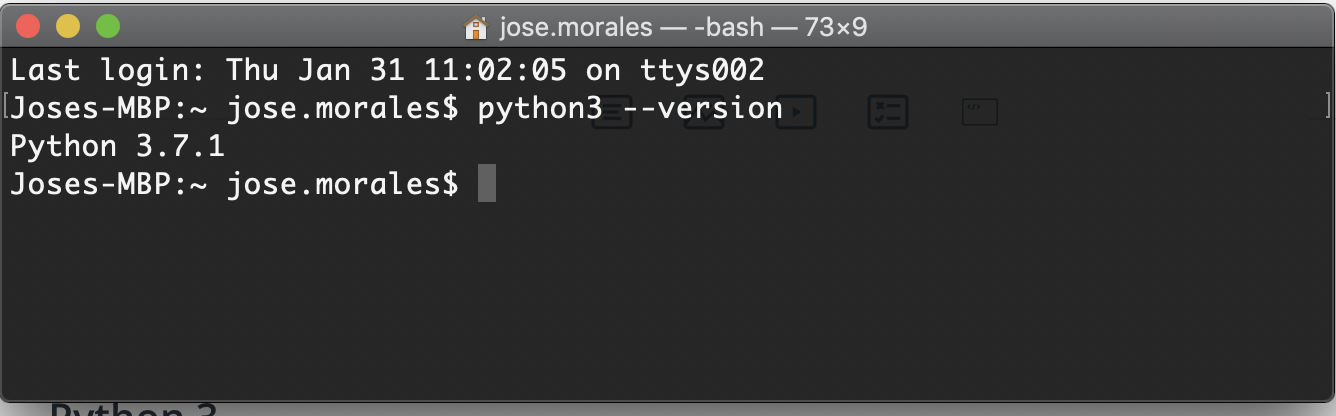 jose.morales — -bash — 73×9
Last login: Thu Jan 31 11:02:05 on ttys002
[Joses-MBP:~ jose.morales$ python3 --version]
Python 3.7.1
Joses-MBP:~ jose.morales$
Python 3